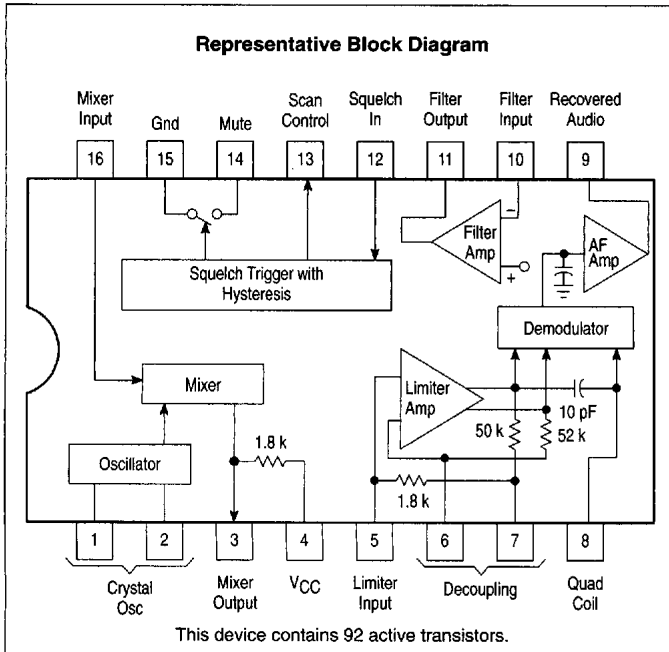 Representative Block Diagram
Mixer Input
Gnd
Mute
Scan Control
Squelch In
Filter Output
Filter Input
Recovered Audio
16
15
14
13
12
11
10
9
Filter Amp
−
+
AF Amp
Squelch Trigger with Hysteresis
Demodulator
Mixer
Limiter Amp
10 pF
50 k
52 k
1.8 k
Oscillator
1.8 k
1
2
3
4
5
6
7
8
Crystal Osc
Mixer Output
VCC
Limiter Input
Decoupling
Quad Coil
This device contains 92 active transistors.